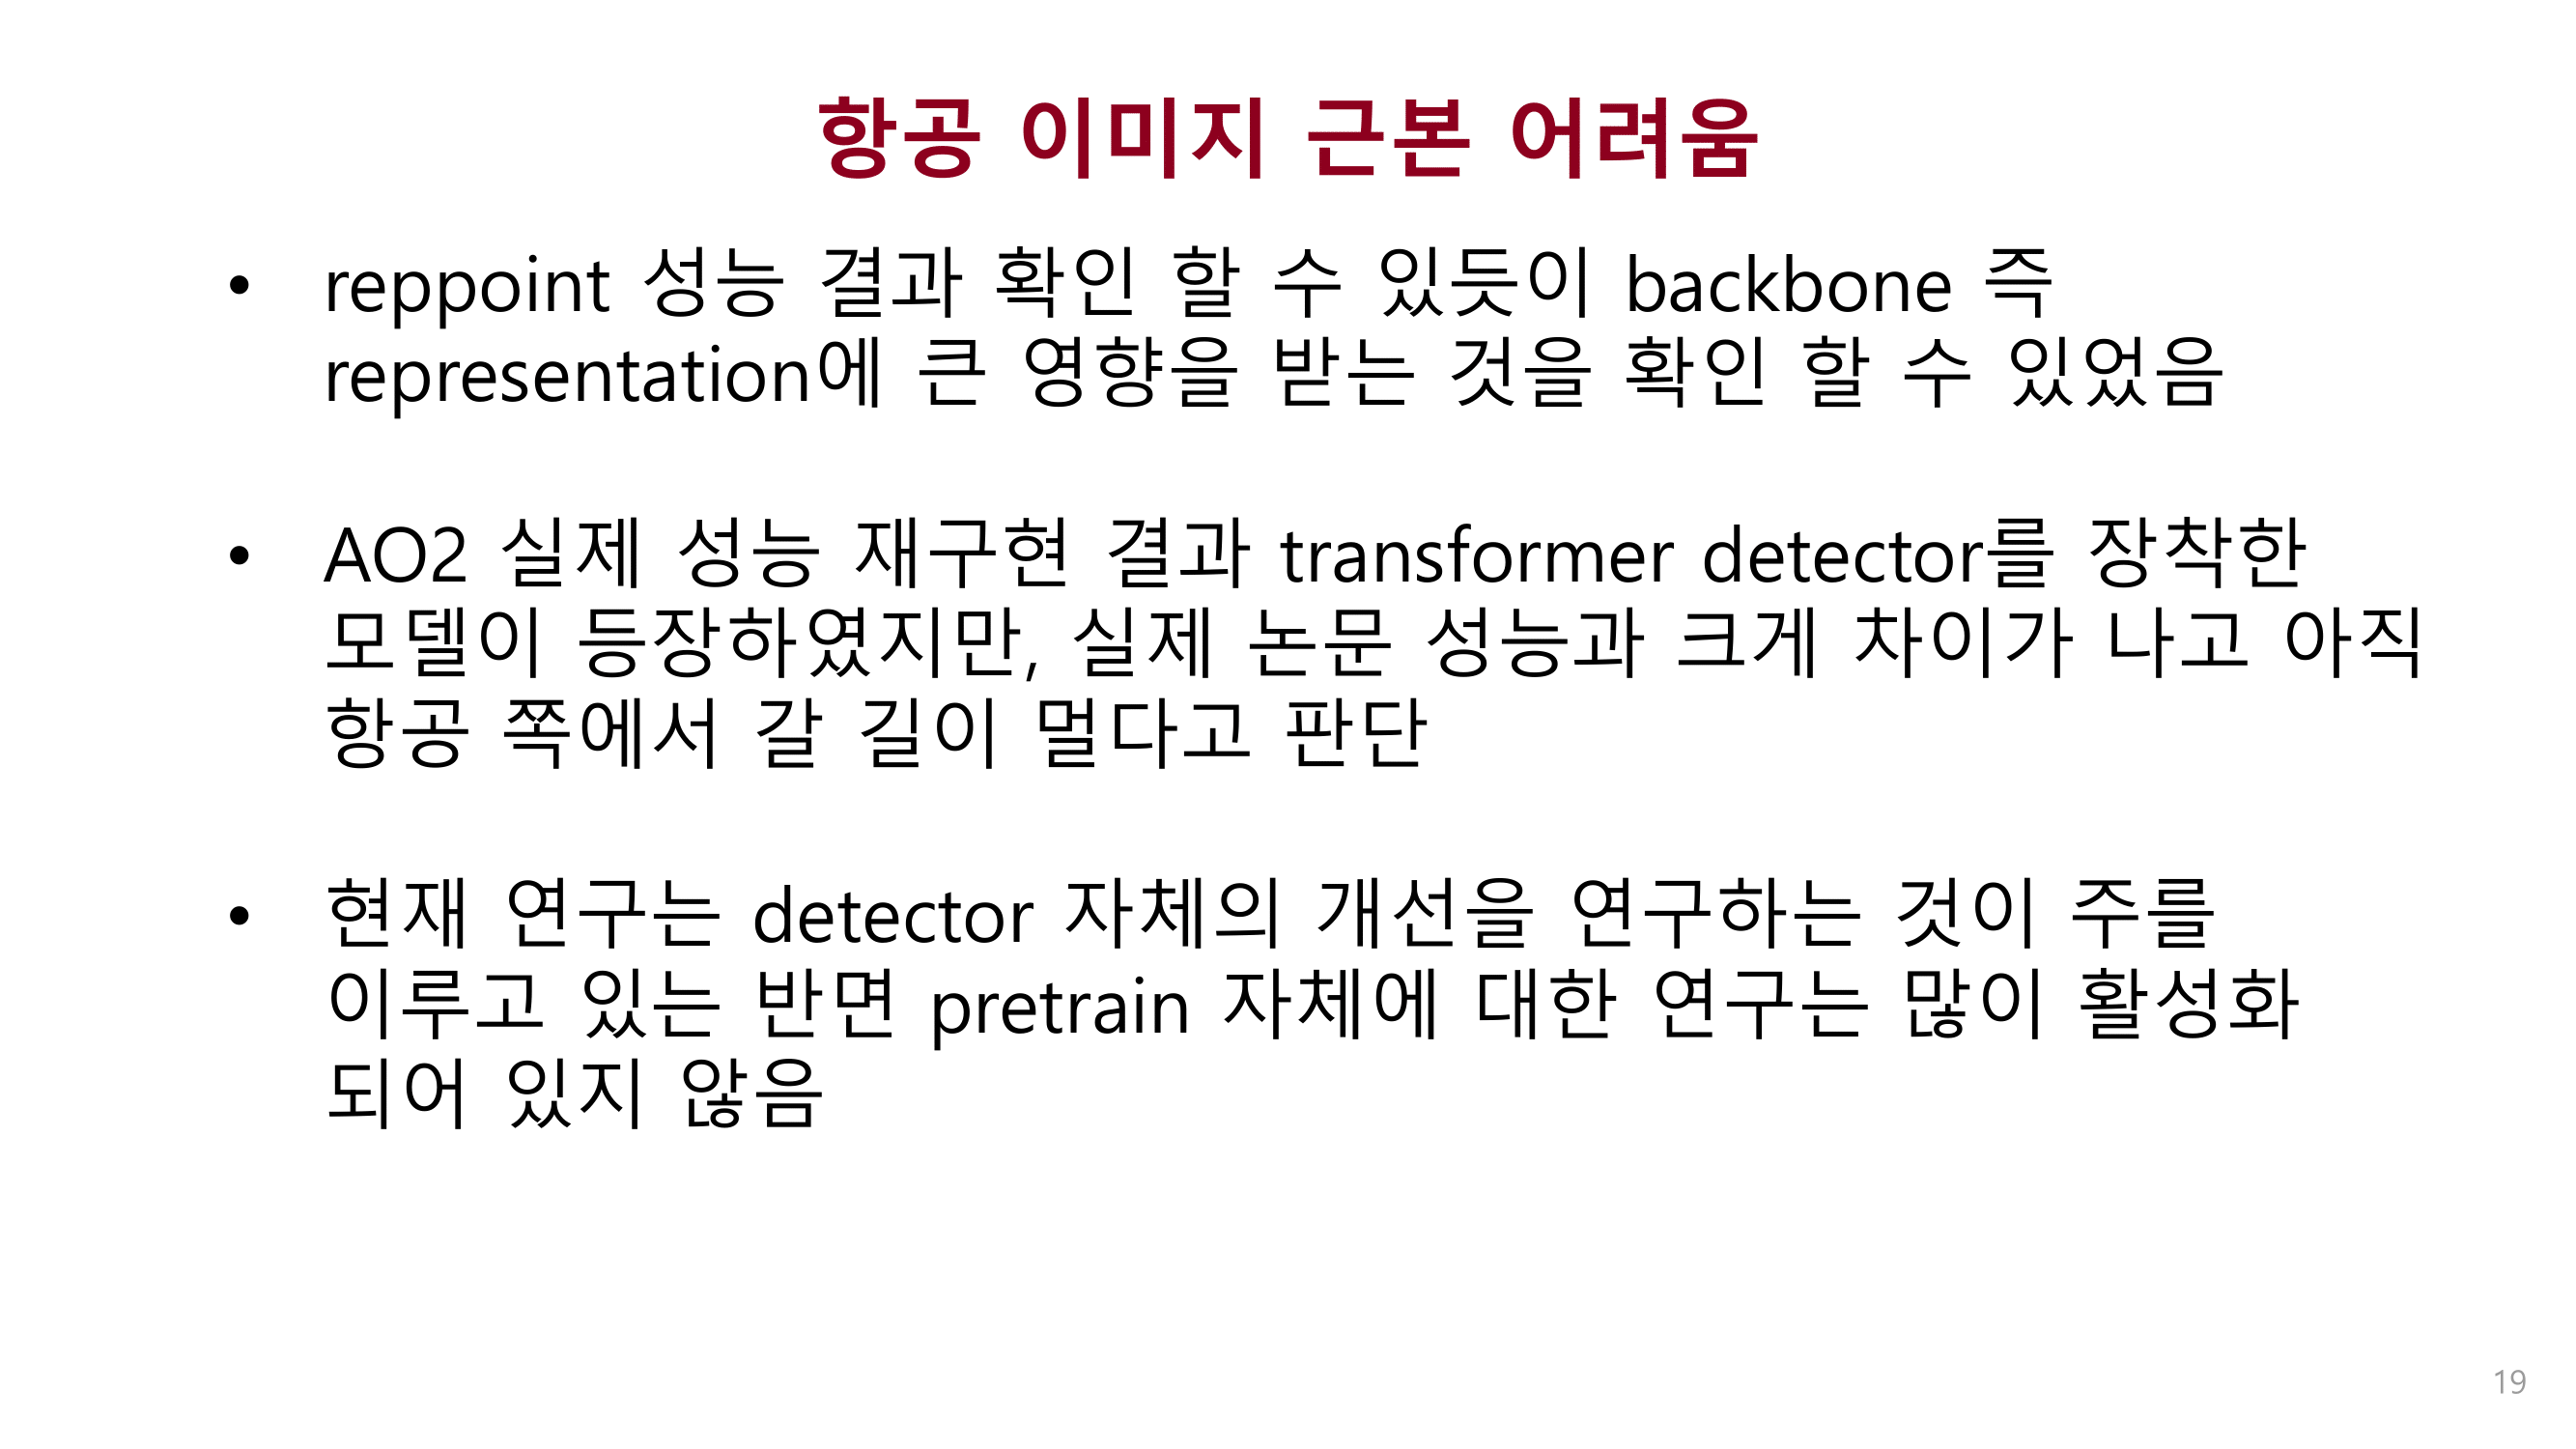 항공 이미지 근본 어려움
• reppoint 성능 결과 확인 할 수 있듯이 backbone 즉
representation에 큰 영향을 받는 것을 확인 할 수 있었음
• AO2 실제 성능 재구현 결과 transformer detector를 장착한
모델이 등장하였지만, 실제 논문 성능과 크게 차이가 나고 아직
항공 쪽에서 갈 길이 멀다고 판단
• 현재 연구는 detector 자체의 개선을 연구하는 것이 주를
이루고 있는 반면 pretrain 자체에 대한 연구는 많이 활성화
되어 있지 않음
19